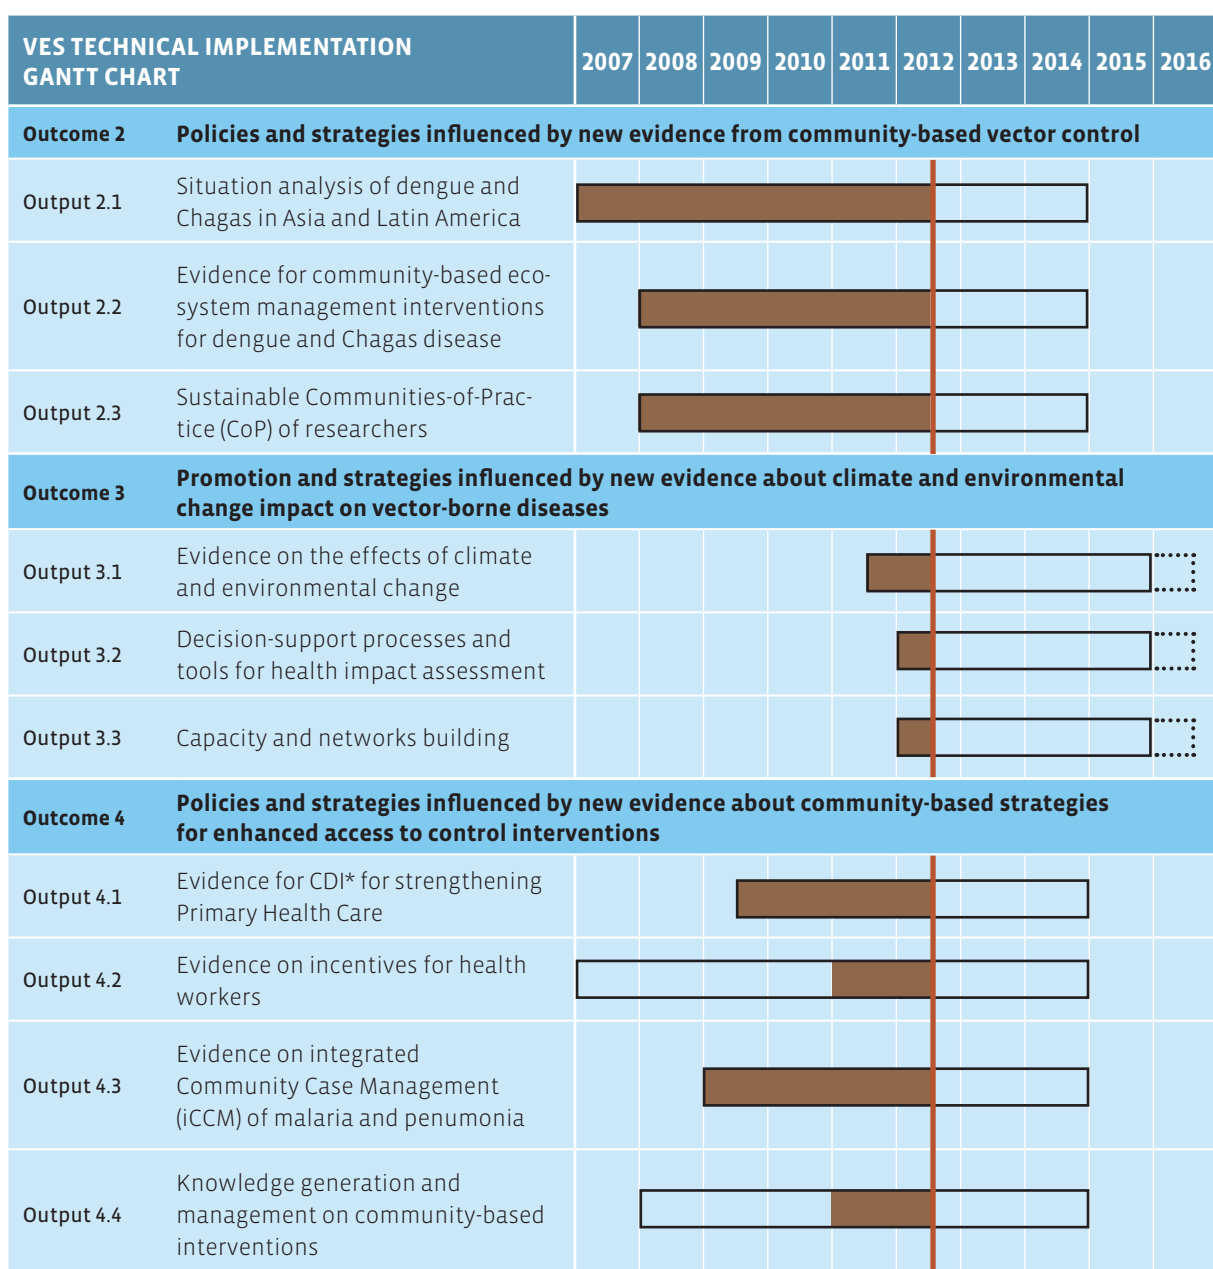 VES TECHNICAL IMPLEMENTATION
GANTT CHART
2007 2008 2009 2010 2011 2012 2013 2014 2015 2016
Outcome 2 Policies and strategies influenced by new evidence from community-based vector control
Output 2.1 Situation analysis of dengue and
Chagas in Asia and Latin America
Output 2.2 Evidence for community-based eco-
system management interventions
for dengue and Chagas disease
Output 2.3 Sustainable Communities-of-Prac-
tice (CoP) of researchers
Outcome 3 Promotion and strategies influenced by new evidence about climate and environmental
change impact on vector-borne diseases
Output 3.1 Evidence on the effects of climate
and environmental change
Output 3.2 Decision-support processes and
tools for health impact assessment
Output 3.3 Capacity and networks building
Outcome 4 Policies and strategies influenced by new evidence about community-based strategies
for enhanced access to control interventions
Output 4.1 Evidence for CDI* for strengthening
Primary Health Care
Output 4.2 Evidence on incentives for health
workers
Output 4.3 Evidence on integrated
Community Case Management
(iCCM) of malaria and penumonia
Output 4.4 Knowledge generation and
management on community-based
interventions